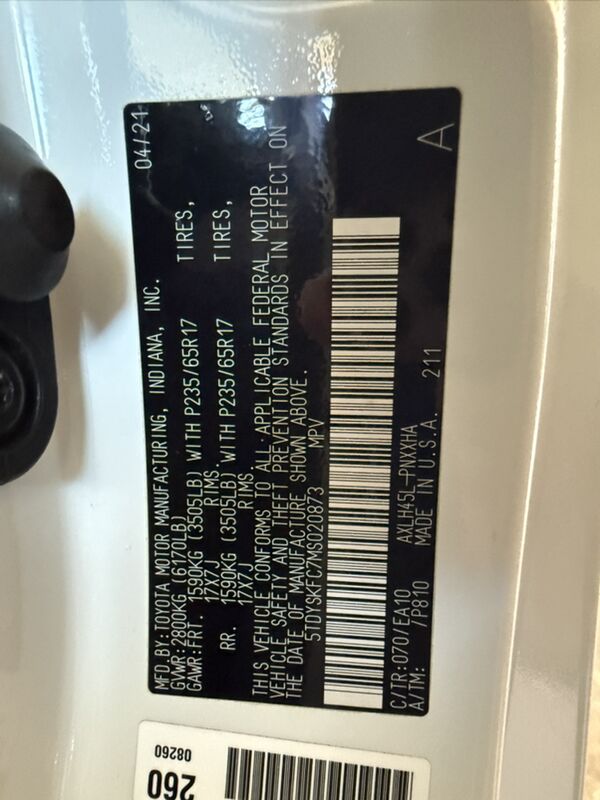 MFD.BY:TOYOTA MOTOR MANUFACTURING, INDIANA, INC. 04/21
GVWR:2800KG (6170LB)
GAWR:FRT. 1590KG (3505LB) WITH P235/65R17 TIRES,
17X7J RIMS.
RR. 1590KG (3505LB) WITH P235/65R17 TIRES,
17X7J RIMS
THIS VEHICLE CONFORMS TO ALL APPLICABLE FEDERAL MOTOR
VEHICLE SAFETY AND THEFT PREVENTION STANDARDS IN EFFECT ON
THE DATE OF MANUFACTURE SHOWN ABOVE.
5TDYSKFC7MS020873 MPV
C/TR:070/EA10 AXLH45L-PNXXHA
A/TM: /P810 MADE IN U.S.A. 211 A
08260
260